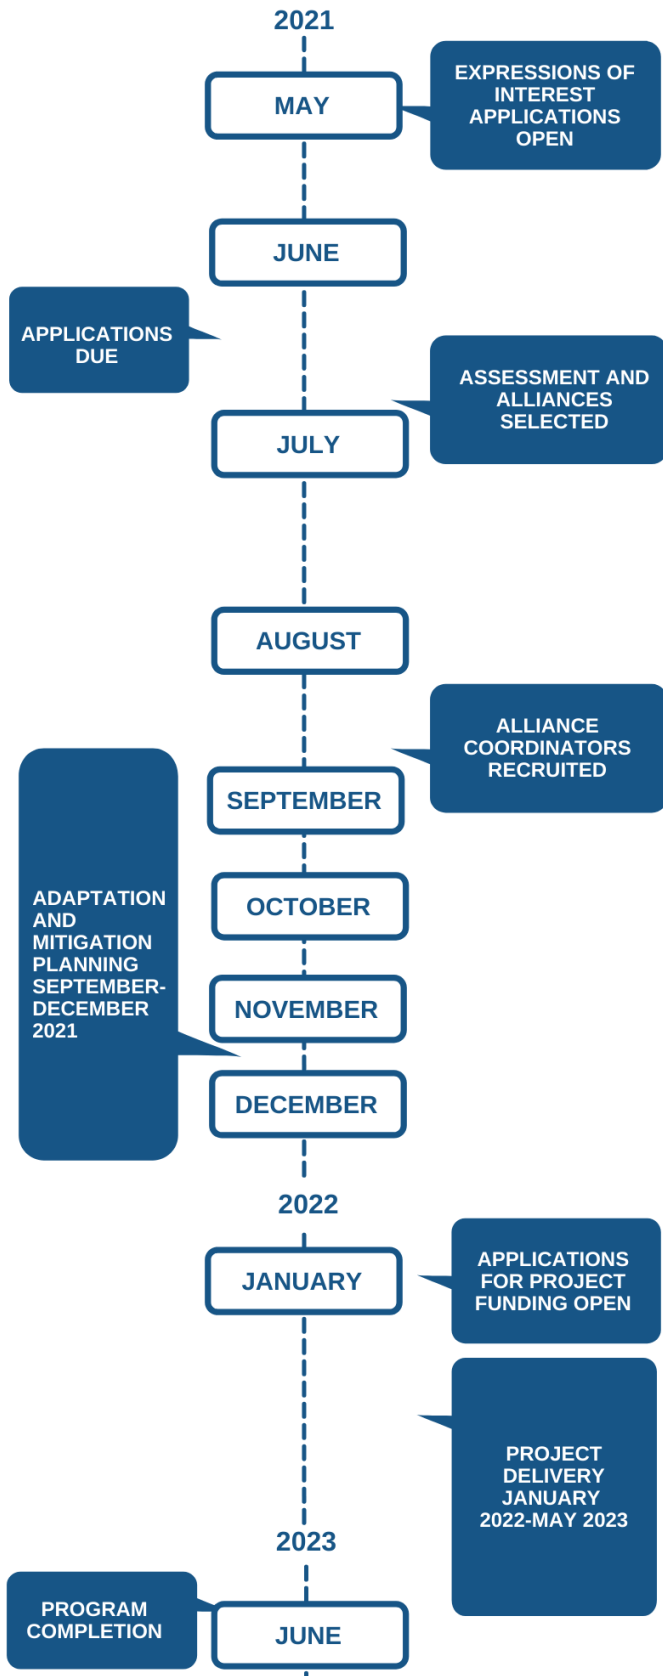 2021
MAY
EXPRESSIONS OF
INTEREST
APPLICATIONS
OPEN
JUNE
APPLICATIONS
DUE
ASSESSMENT AND
ALLIANCES
SELECTED
JULY
AUGUST
ALLIANCE
COORDINATORS
RECRUITED
SEPTEMBER
ADAPTATION
AND
MITIGATION
PLANNING
SEPTEMBER-
DECEMBER
2021
OCTOBER
NOVEMBER
DECEMBER
2022
JANUARY
APPLICATIONS
FOR PROJECT
FUNDING OPEN
PROJECT
DELIVERY
JANUARY
2022-MAY 2023
2023
PROGRAM
COMPLETION
JUNE